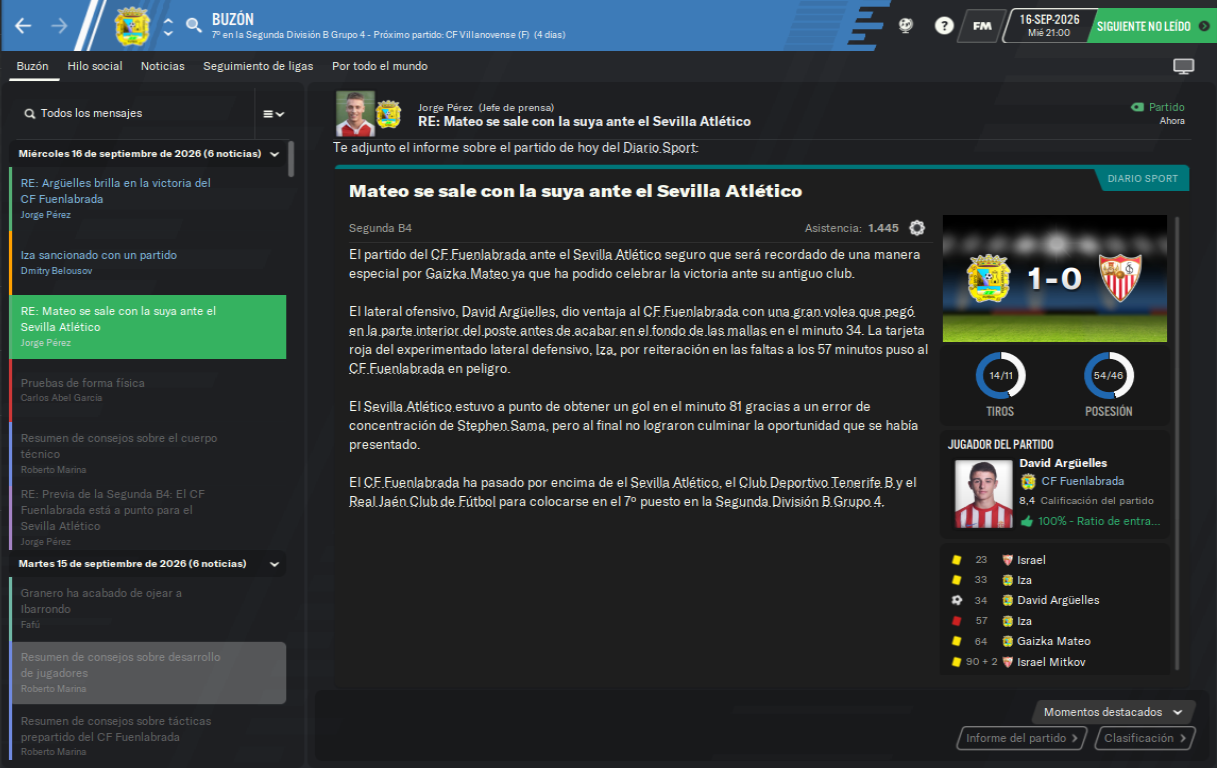 BUZÓN
7º en la Segunda División B Grupo 4 - Próximo partido: CF Villanovense (F) (4 días)
?
FM
16-SEP-2026
Mié 21:00
SIGUIENTE NO LEÍDO
Buzón
Hilo social
Noticias
Seguimiento de ligas
Por todo el mundo
Todos los mensajes
Miércoles 16 de septiembre de 2026 (6 noticias)
RE: Argüelles brilla en la victoria del
CF Fuenlabrada
Jorge Pérez
Iza sancionado con un partido
Dmitry Belousov
RE: Mateo se sale con la suya ante el
Sevilla Atlético
Jorge Pérez
Pruebas de forma física
Carlos Abel García
Resumen de consejos sobre el cuerpo
técnico
Roberto Marina
RE: Previa de la Segunda B4: El CF
Fuenlabrada está a punto para el
Sevilla Atlético
Jorge Pérez
Martes 15 de septiembre de 2026 (6 noticias)
Granero ha acabado de ojear a
Ibarrondo
Fafú
Resumen de consejos sobre desarrollo
de jugadores
Roberto Marina
Resumen de consejos sobre tácticas
prepartido del CF Fuenlabrada
Roberto Marina
Jorge Pérez (Jefe de prensa)
RE: Mateo se sale con la suya ante el Sevilla Atlético
Partido
Ahora
Te adjunto el informe sobre el partido de hoy del Diario Sport:
DIARIO SPORT
Mateo se sale con la suya ante el Sevilla Atlético
Segunda B4
Asistencia: 1.445
El partido del CF Fuenlabrada ante el Sevilla Atlético seguro que será recordado de una manera
especial por Gaizka Mateo ya que ha podido celebrar la victoria ante su antiguo club.
El lateral ofensivo, David Argüelles, dio ventaja al CF Fuenlabrada con una gran volea que pegó
en la parte interior del poste antes de acabar en el fondo de las mallas en el minuto 34. La tarjeta
roja del experimentado lateral defensivo, Iza, por reiteración en las faltas a los 57 minutos puso al
CF Fuenlabrada en peligro.
El Sevilla Atlético estuvo a punto de obtener un gol en el minuto 81 gracias a un error de
concentración de Stephen Sama, pero al final no lograron culminar la oportunidad que se había
presentado.
El CF Fuenlabrada ha pasado por encima de el Sevilla Atlético, el Club Deportivo Tenerife B y el
Real Jaén Club de Fútbol para colocarse en el 7º puesto en la Segunda División B Grupo 4.
1-0
14/11
TIROS
54/46
POSESIÓN
JUGADOR DEL PARTIDO
David Argüelles
CF Fuenlabrada
8,4 Calificación del partido
100% - Ratio de entra...
23 Israel
33 Iza
34 David Argüelles
57 Iza
64 Gaizka Mateo
90 + 2 Israel Mitkov
Momentos destacados
Informe del partido
Clasificación